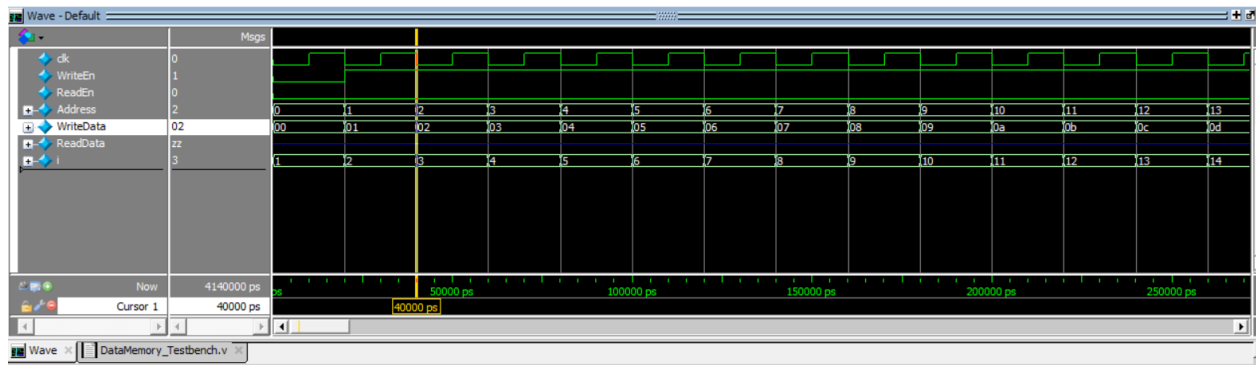 Wave - Default
Msgs
clk 0
WriteEn 1
ReadEn 0
Address 2 0 1 2 3 4 5 6 7 8 9 10 11 12 13
WriteData 02 00 01 02 03 04 05 06 07 08 09 0a 0b 0c 0d
ReadData zz
i 3 1 2 3 4 5 6 7 8 9 10 11 12 13 14
Now 4140000 ps ps 50000 ps 100000 ps 150000 ps 200000 ps 250000 ps
Cursor 1 40000 ps 40000 ps
Wave DataMemory_Testbench.v